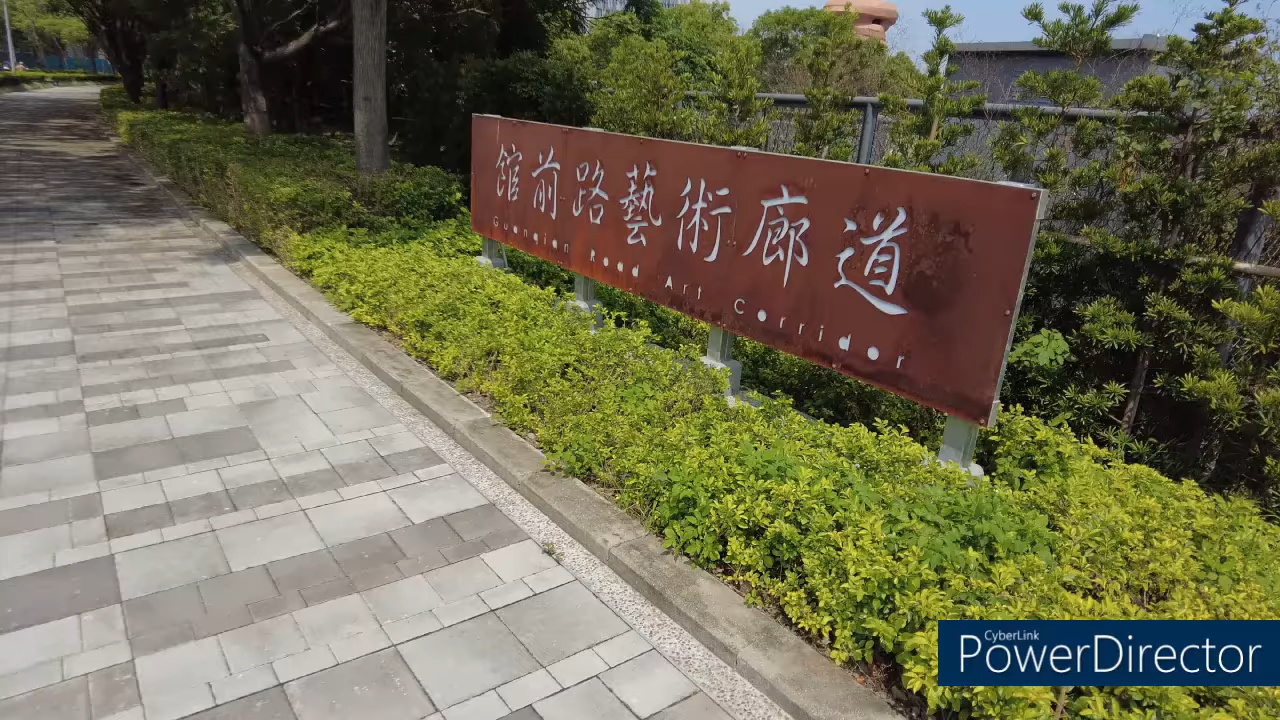 館前路藝術廊道
Guanqian Road Art Corridor
CyberLink
PowerDirector